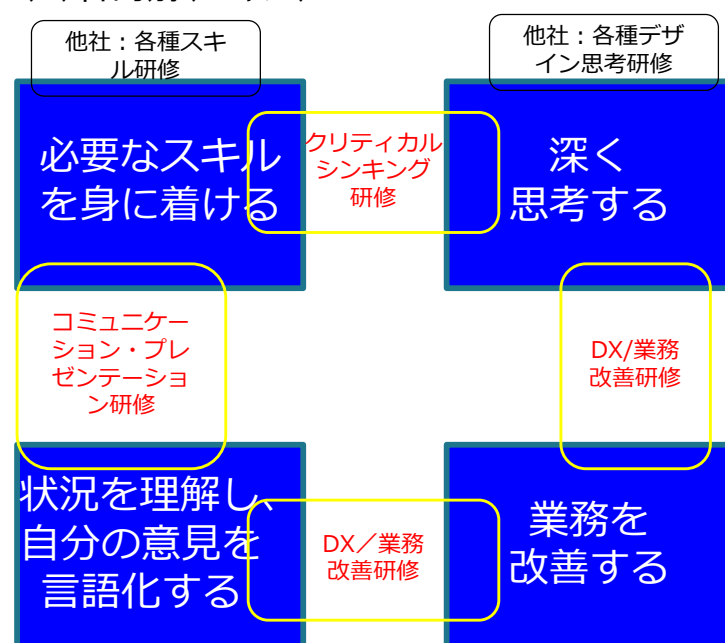 他社：各種スキ
ル研修
他社：各種デザ
イン思考研修
必要なスキル
を身に着ける
クリティカル
シンキング
研修
深く
思考する
コミュニケー
ション・プレ
ゼンテーショ
ン研修
DX/業務
改善研修
状況を理解し、
自分の意見を
言語化する
DX／業務
改善研修
業務を
改善する